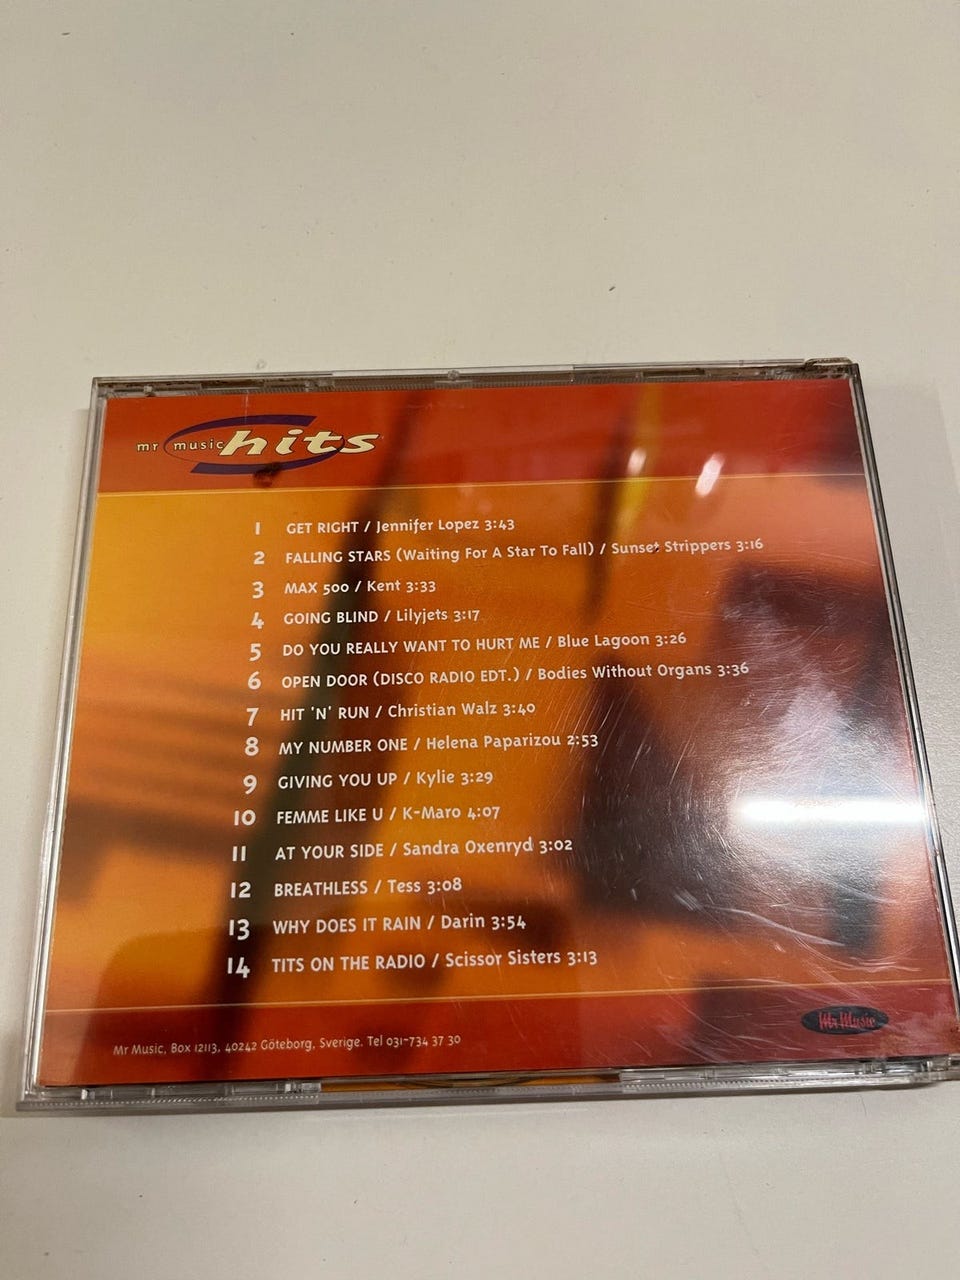 mr music hits
1 GET RIGHT / Jennifer Lopez 3:43
2 FALLING STARS (Waiting For A Star To Fall) / Sunset Strippers 3:16
3 MAX 500 / Kent 3:33
4 GOING BLIND / Lilyjets 3:17
5 DO YOU REALLY WANT TO HURT ME / Blue Lagoon 3:26
6 OPEN DOOR (DISCO RADIO EDT.) / Bodies Without Organs 3:36
7 HIT 'N' RUN / Christian Walz 3:40
8 MY NUMBER ONE / Helena Paparizou 2:53
9 GIVING YOU UP / Kylie 3:29
10 FEMME LIKE U / K-Maro 4:07
11 AT YOUR SIDE / Sandra Oxenryd 3:02
12 BREATHLESS / Tess 3:08
13 WHY DOES IT RAIN / Darin 3:54
14 TITS ON THE RADIO / Scissor Sisters 3:13
Mr Music
Mr Music, Box 12113, 40242 Göteborg, Sverige. Tel 031-734 37 30